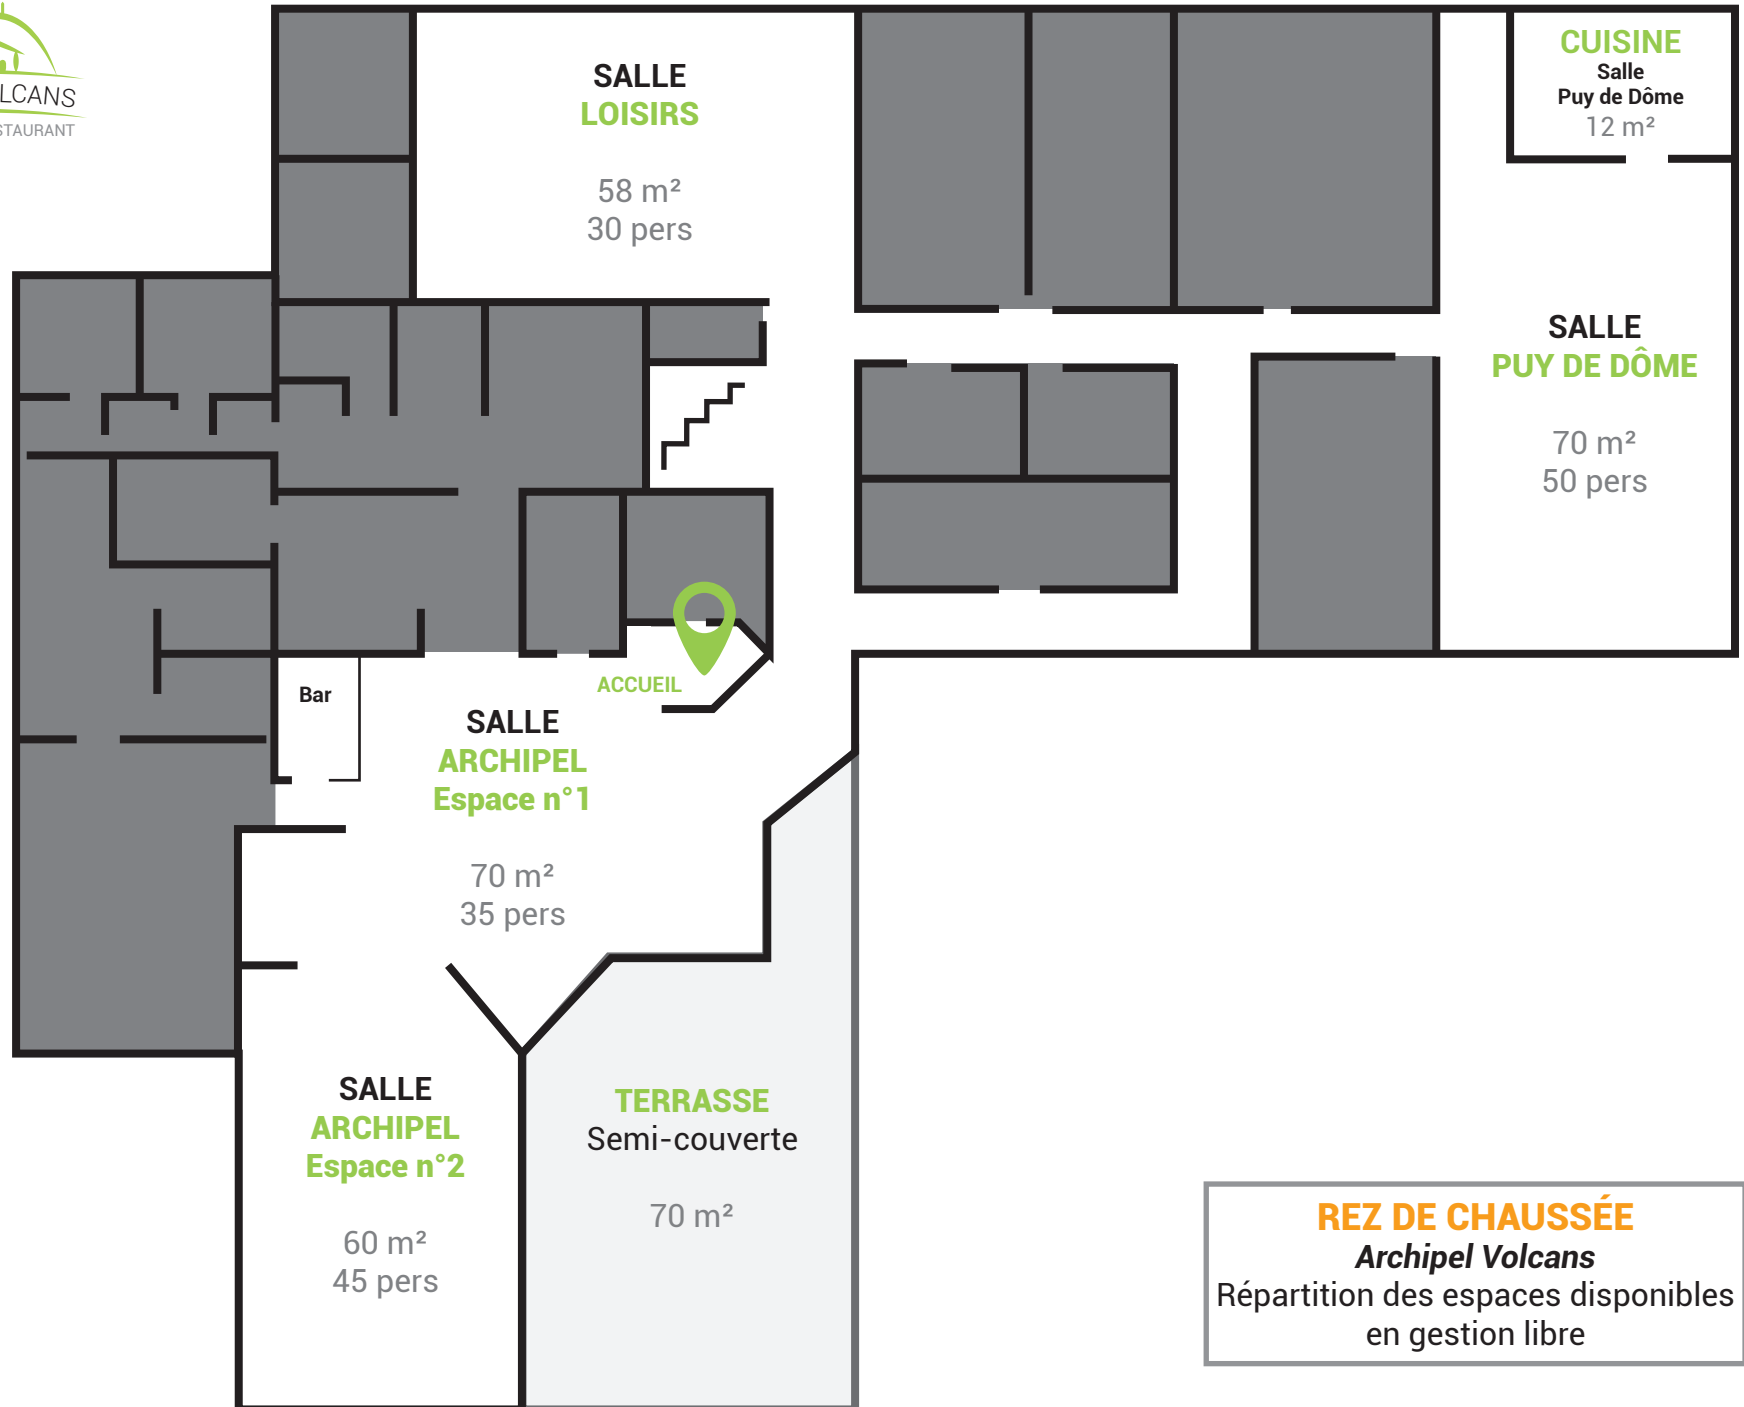 LCANS
STAURANT
SALLE
LOISIRS
58 m²
30 pers
CUISINE
Salle
Puy de Dôme
12 m²
SALLE
PUY DE DÔME
70 m²
50 pers
ACCUEIL
Bar
SALLE
ARCHIPEL
Espace n°1
70 m²
35 pers
SALLE
ARCHIPEL
Espace n°2
60 m²
45 pers
TERRASSE
Semi-couverte
70 m²
REZ DE CHAUSSÉE
Archipel Volcans
Répartition des espaces disponibles
en gestion libre